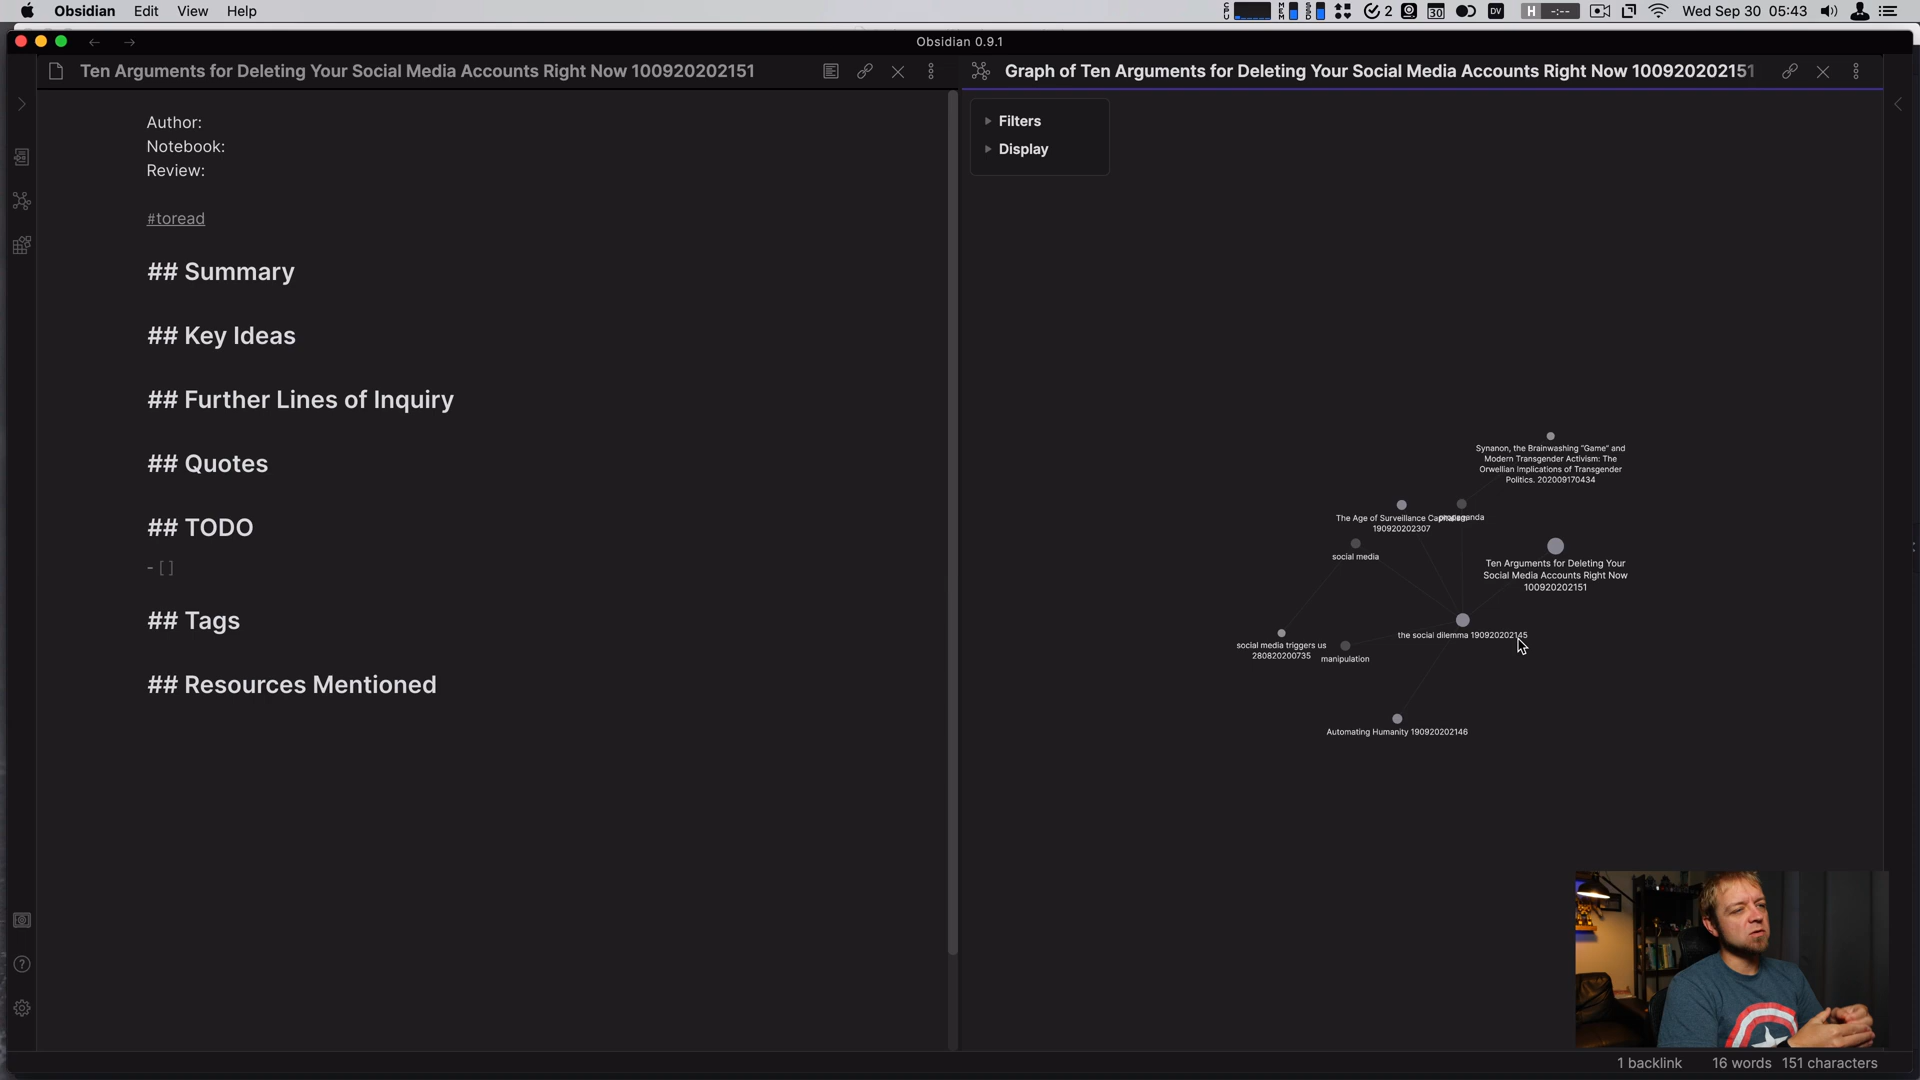 Obsidian Edit View Help
2 30 DV H -:-- Wed Sep 30 05:43
Obsidian 0.9.1
Ten Arguments for Deleting Your Social Media Accounts Right Now 100920202151
Graph of Ten Arguments for Deleting Your Social Media Accounts Right Now 100920202151
Author:
Notebook:
Review:
#toread
## Summary
## Key Ideas
## Further Lines of Inquiry
## Quotes
## TODO
- [ ]
## Tags
## Resources Mentioned
Filters
Display
Synanon, the Brainwashing "Game" and
Modern Transgender Activism: The
Orwellian Implications of Transgender
Politics. 202009170434
The Age of Surveillance
190920202307
social media
Ten Arguments for Deleting Your
Social Media Accounts Right Now
100920202151
the social dilemma 190920202145
social media triggers us
280820200735
manipulation
Automating Humanity 190920202146
1 backlink 16 words 151 characters